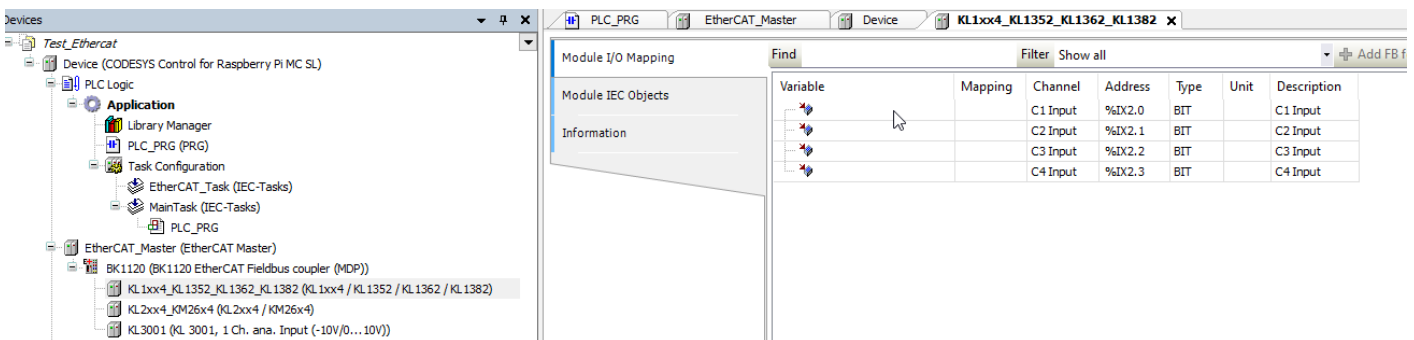 Devices
PLC_PRG EtherCAT_Master Device KL1xx4_KL1352_KL1362_KL1382
Test_Ethercat
Device (CODESYS Control for Raspberry Pi MC SL)
PLC Logic
Application
Library Manager
PLC_PRG (PRG)
Task Configuration
EtherCAT_Task (IEC-Tasks)
MainTask (IEC-Tasks)
PLC_PRG
EtherCAT_Master (EtherCAT Master)
BK1120 (BK1120 EtherCAT Fieldbus coupler (MDP))
KL1xx4_KL1352_KL1362_KL1382 (KL1xx4 / KL1352 / KL1362 / KL1382)
KL2xx4_KM26x4 (KL2xx4 / KM26x4)
KL3001 (KL 3001, 1 Ch. ana. Input (-10V/0...10V))
Module I/O Mapping
Module IEC Objects
Information
Find Filter Show all Add FB f
Variable Mapping Channel Address Type Unit Description
C1 Input %IX2.0 BIT C1 Input
C2 Input %IX2.1 BIT C2 Input
C3 Input %IX2.2 BIT C3 Input
C4 Input %IX2.3 BIT C4 Input